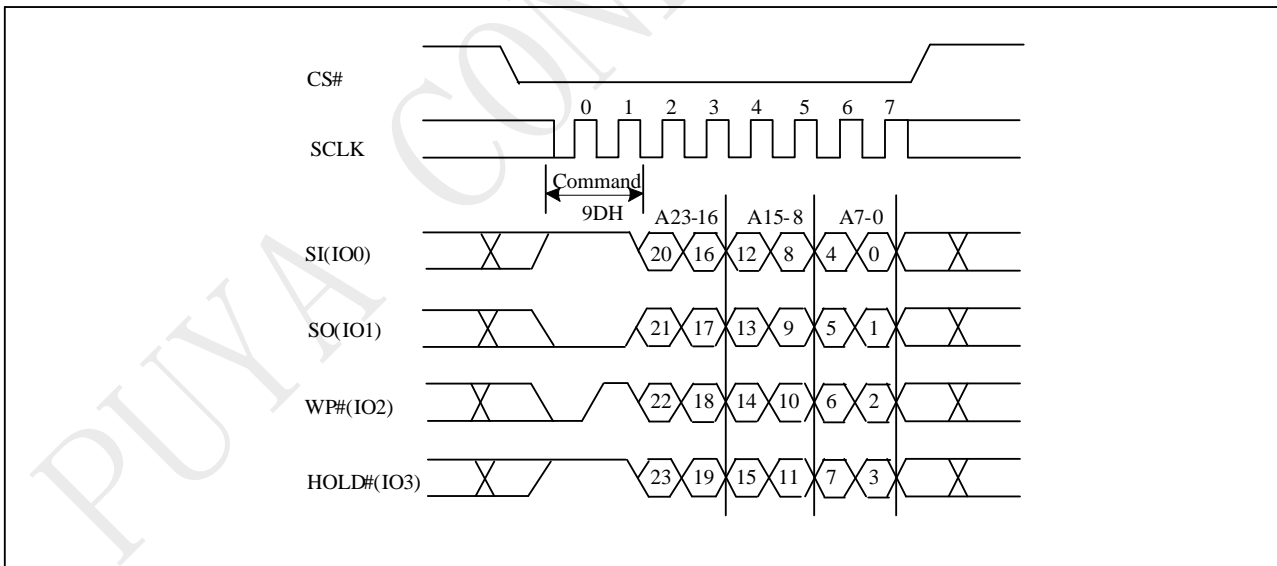 PUYA CON
CS#
0 1 2 3 4 5 6 7
SCLK
Command
9DH
A23-16 A15-8 A7-0
SI(IO0) 20 16 12 8 4 0
SO(IO1) 21 17 13 9 5 1
WP#(IO2) 22 18 14 10 6 2
HOLD#(IO3) 23 19 15 11 7 3